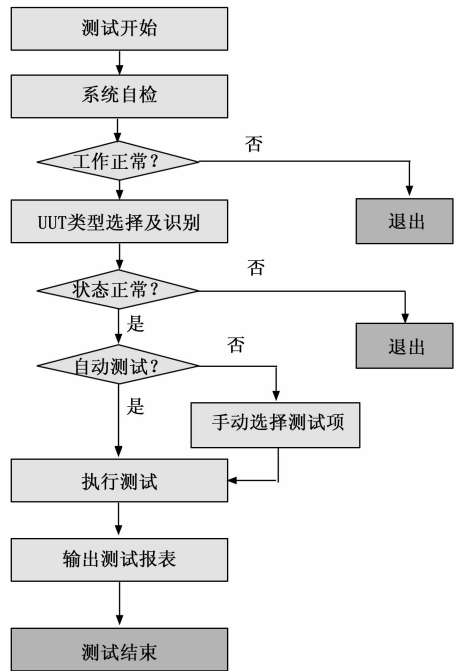 测试开始
系统自检
否
工作正常？
UUT类型选择及识别
退出
否
状态正常？
是
退出
否
自动测试？
是
手动选择测试项
执行测试
输出测试报表
测试结束